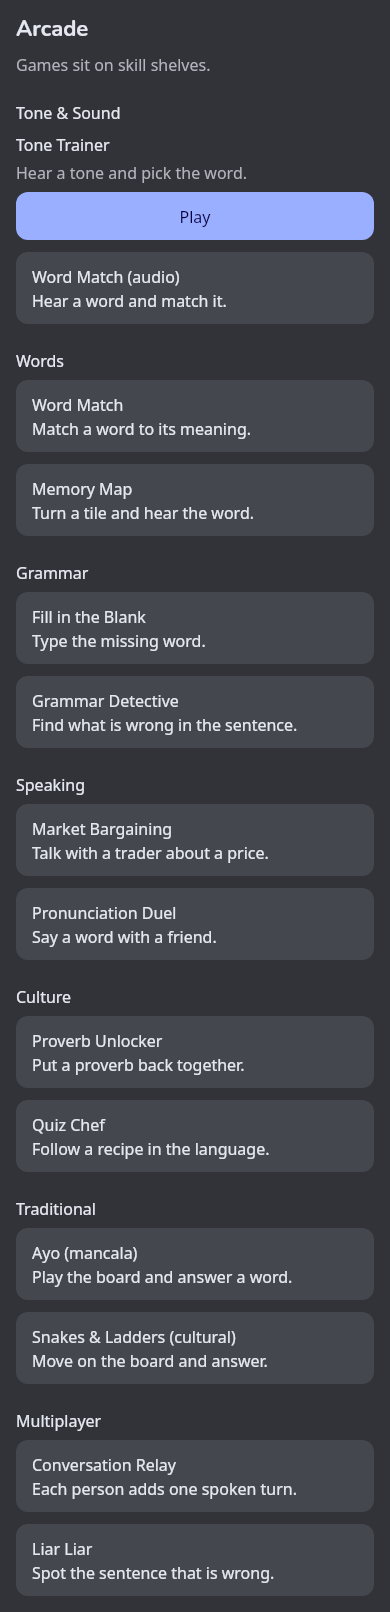 Arcade
Games sit on skill shelves.
Tone & Sound
Tone Trainer
Hear a tone and pick the word.
Play
Word Match (audio)
Hear a word and match it.
Words
Word Match
Match a word to its meaning.
Memory Map
Turn a tile and hear the word.
Grammar
Fill in the Blank
Type the missing word.
Grammar Detective
Find what is wrong in the sentence.
Speaking
Market Bargaining
Talk with a trader about a price.
Pronunciation Duel
Say a word with a friend.
Culture
Proverb Unlocker
Put a proverb back together.
Quiz Chef
Follow a recipe in the language.
Traditional
Ayo (mancala)
Play the board and answer a word.
Snakes & Ladders (cultural)
Move on the board and answer.
Multiplayer
Conversation Relay
Each person adds one spoken turn.
Liar Liar
Spot the sentence that is wrong.